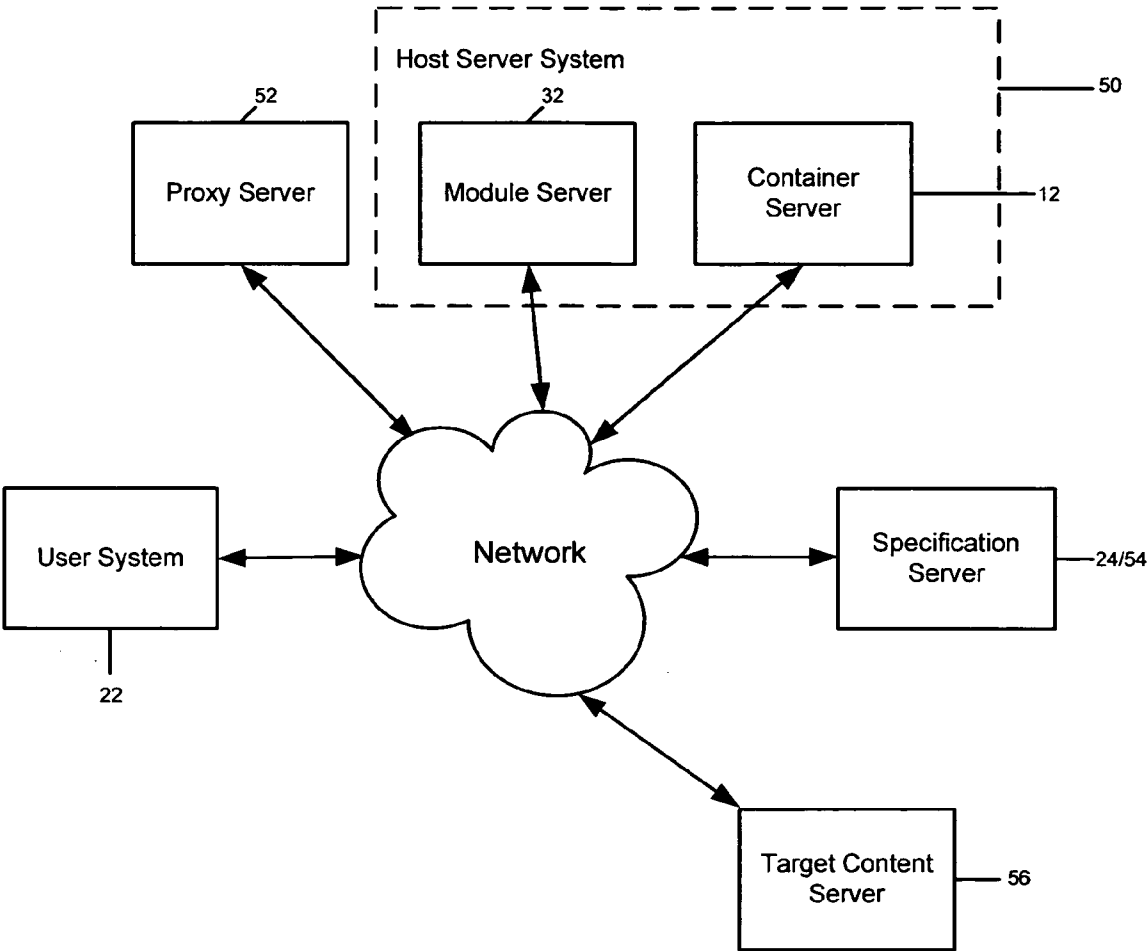 Host Server System
50
52
32
Proxy Server
Module Server
Container
Server
12
User System
Network
Specification
Server
24/54
22
Target Content
Server
56